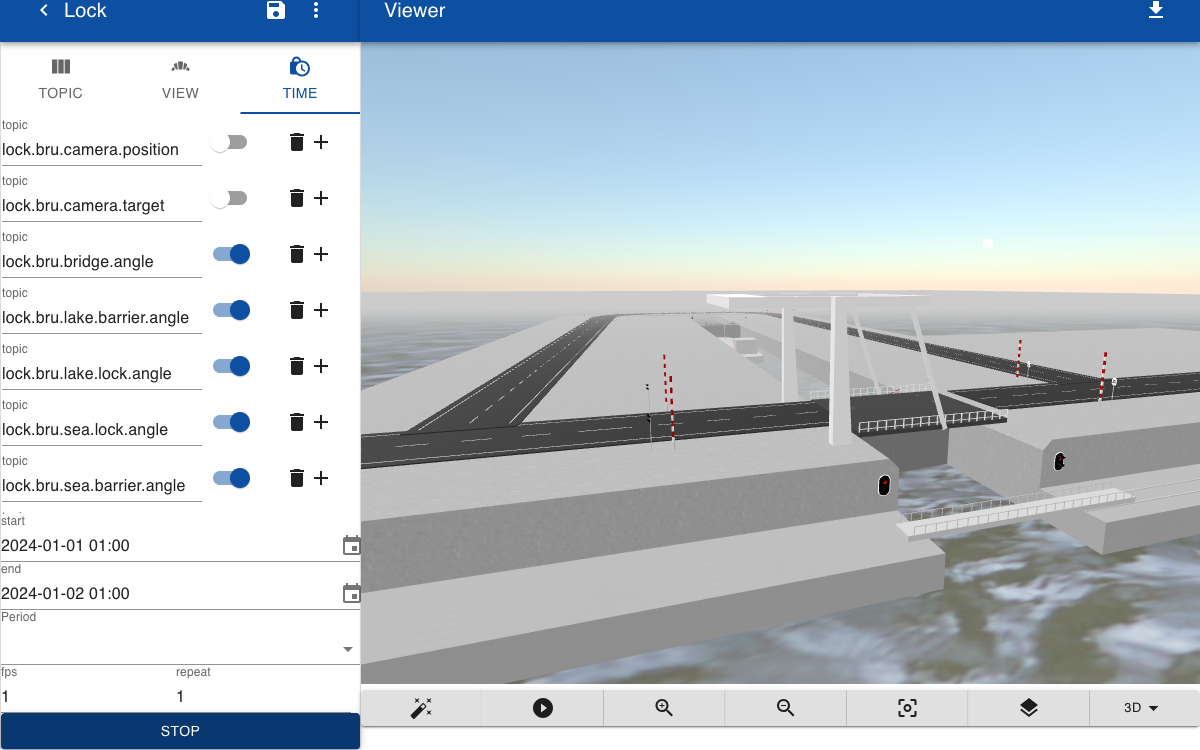 Lock
Viewer
TOPIC
VIEW
TIME
topic
lock.bru.camera.position
topic
lock.bru.camera.target
topic
lock.bru.bridge.angle
topic
lock.bru.lake.barrier.angle
topic
lock.bru.lake.lock.angle
topic
lock.bru.sea.lock.angle
topic
lock.bru.sea.barrier.angle
start
2024-01-01 01:00
end
2024-01-02 01:00
Period
fps
repeat
1
1
STOP
3D